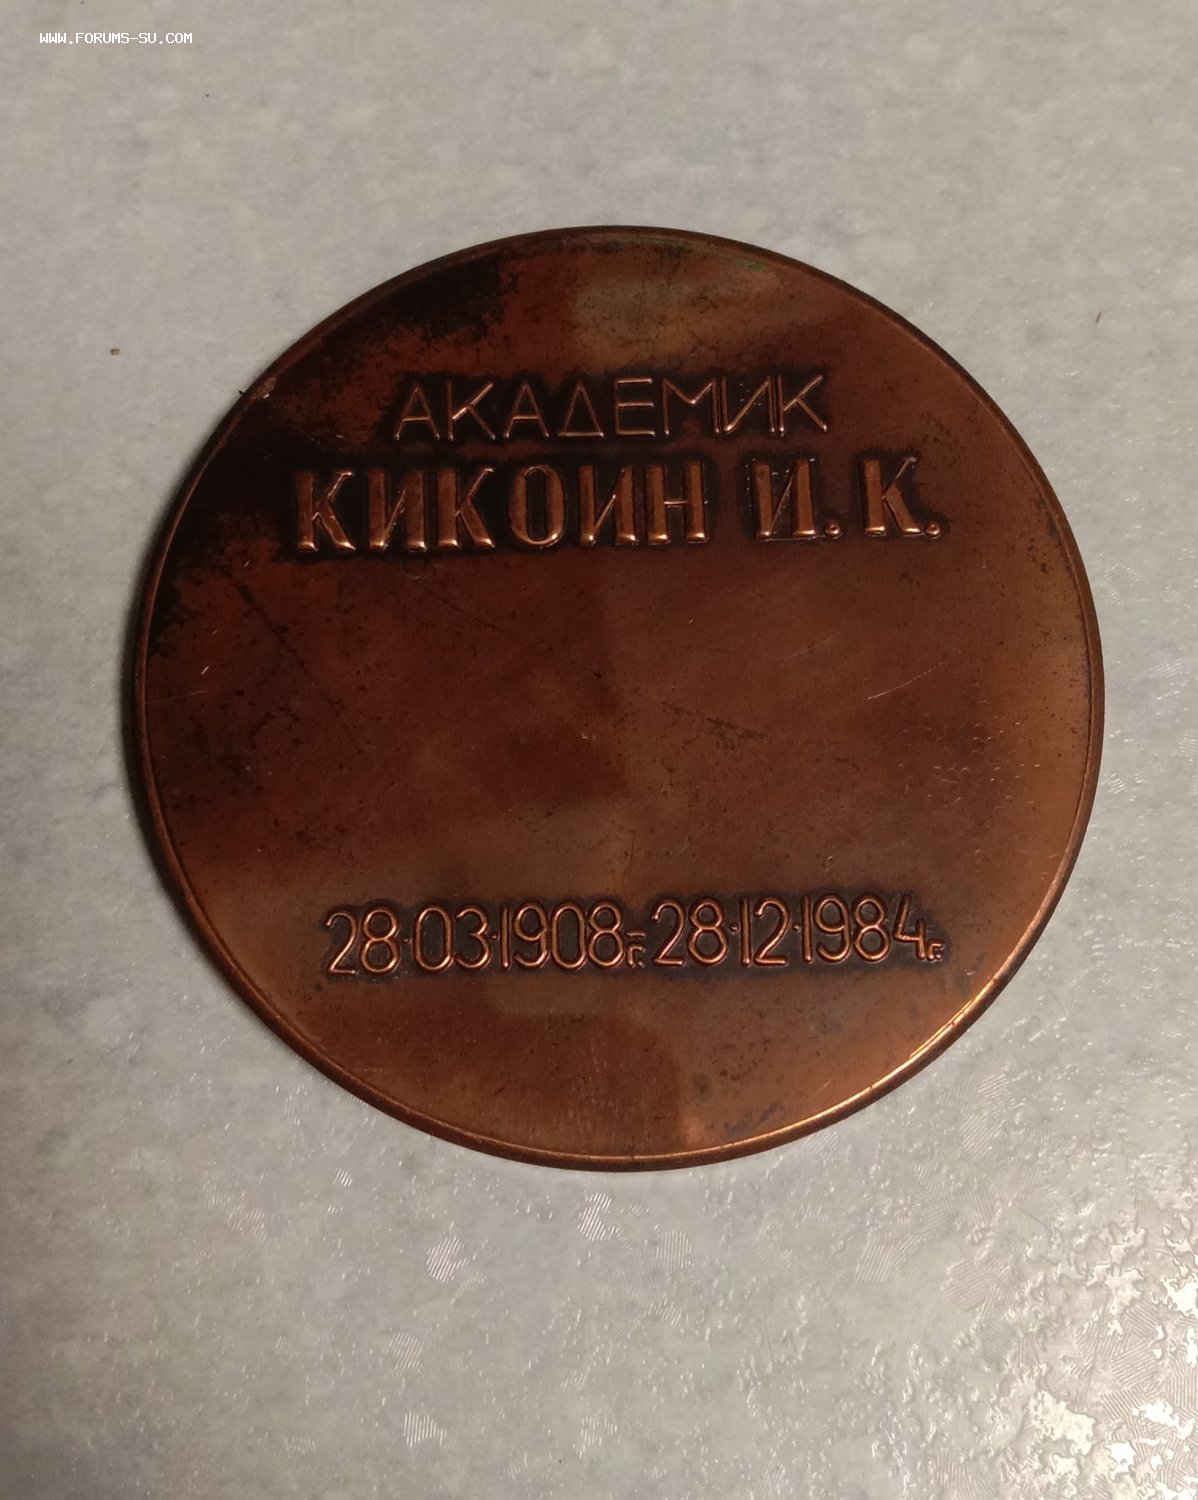 WWW.FORUMS-SU.COM
АКАДЕМИК
КИКОИН И. К.
28·03·1908г.-28·12·1984г.